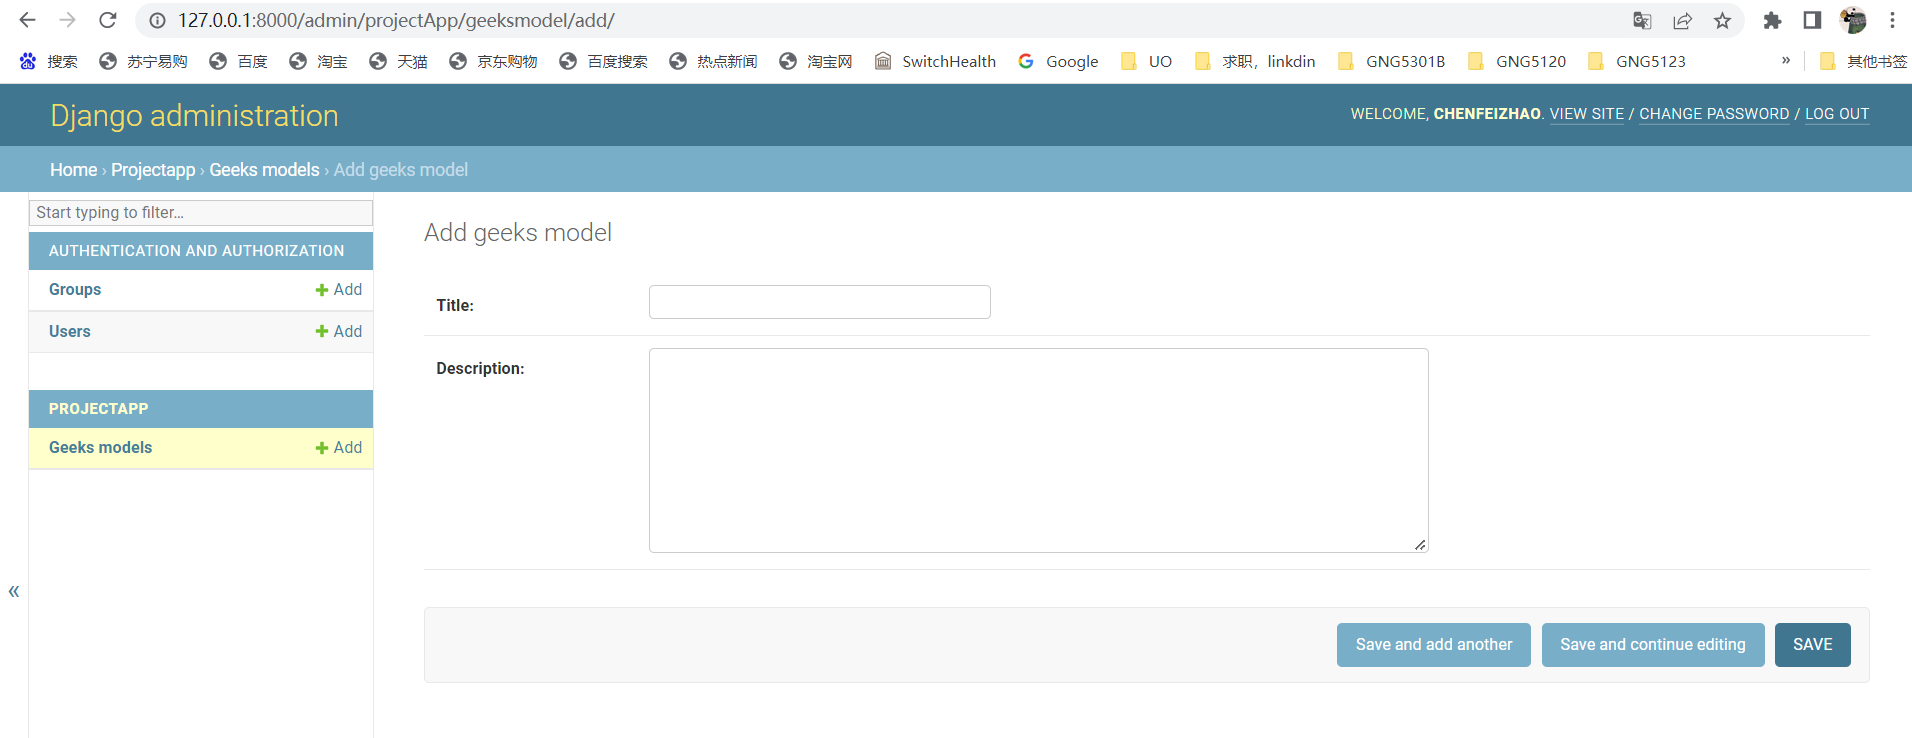 127.0.0.1:8000/admin/projectApp/geeksmodel/add/
搜索 苏宁易购 百度 淘宝 天猫 京东购物 百度搜索 热点新闻 淘宝网 SwitchHealth Google UO 求职，linkdin GNG5301B GNG5120 GNG5123 » 其他书签
Django administration
WELCOME, CHENFEIZHAO. VIEW SITE / CHANGE PASSWORD / LOG OUT
Home › Projectapp › Geeks models › Add geeks model
Start typing to filter…
AUTHENTICATION AND AUTHORIZATION
Groups + Add
Users + Add
PROJECTAPP
Geeks models + Add
«
Add geeks model
Title:
Description:
Save and add another Save and continue editing SAVE